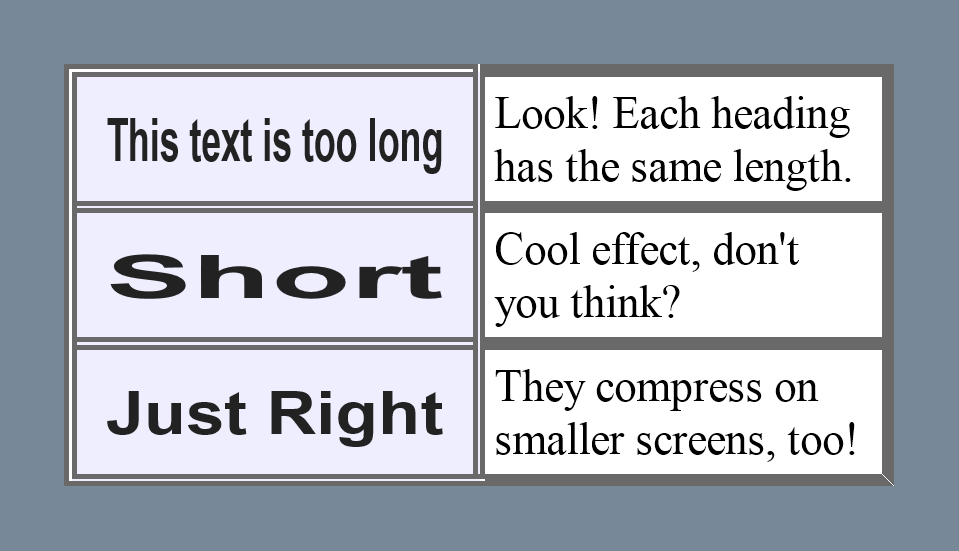 This text is too long
Look! Each heading
has the same length.
Short
Cool effect, don't
you think?
Just Right
They compress on
smaller screens, too!